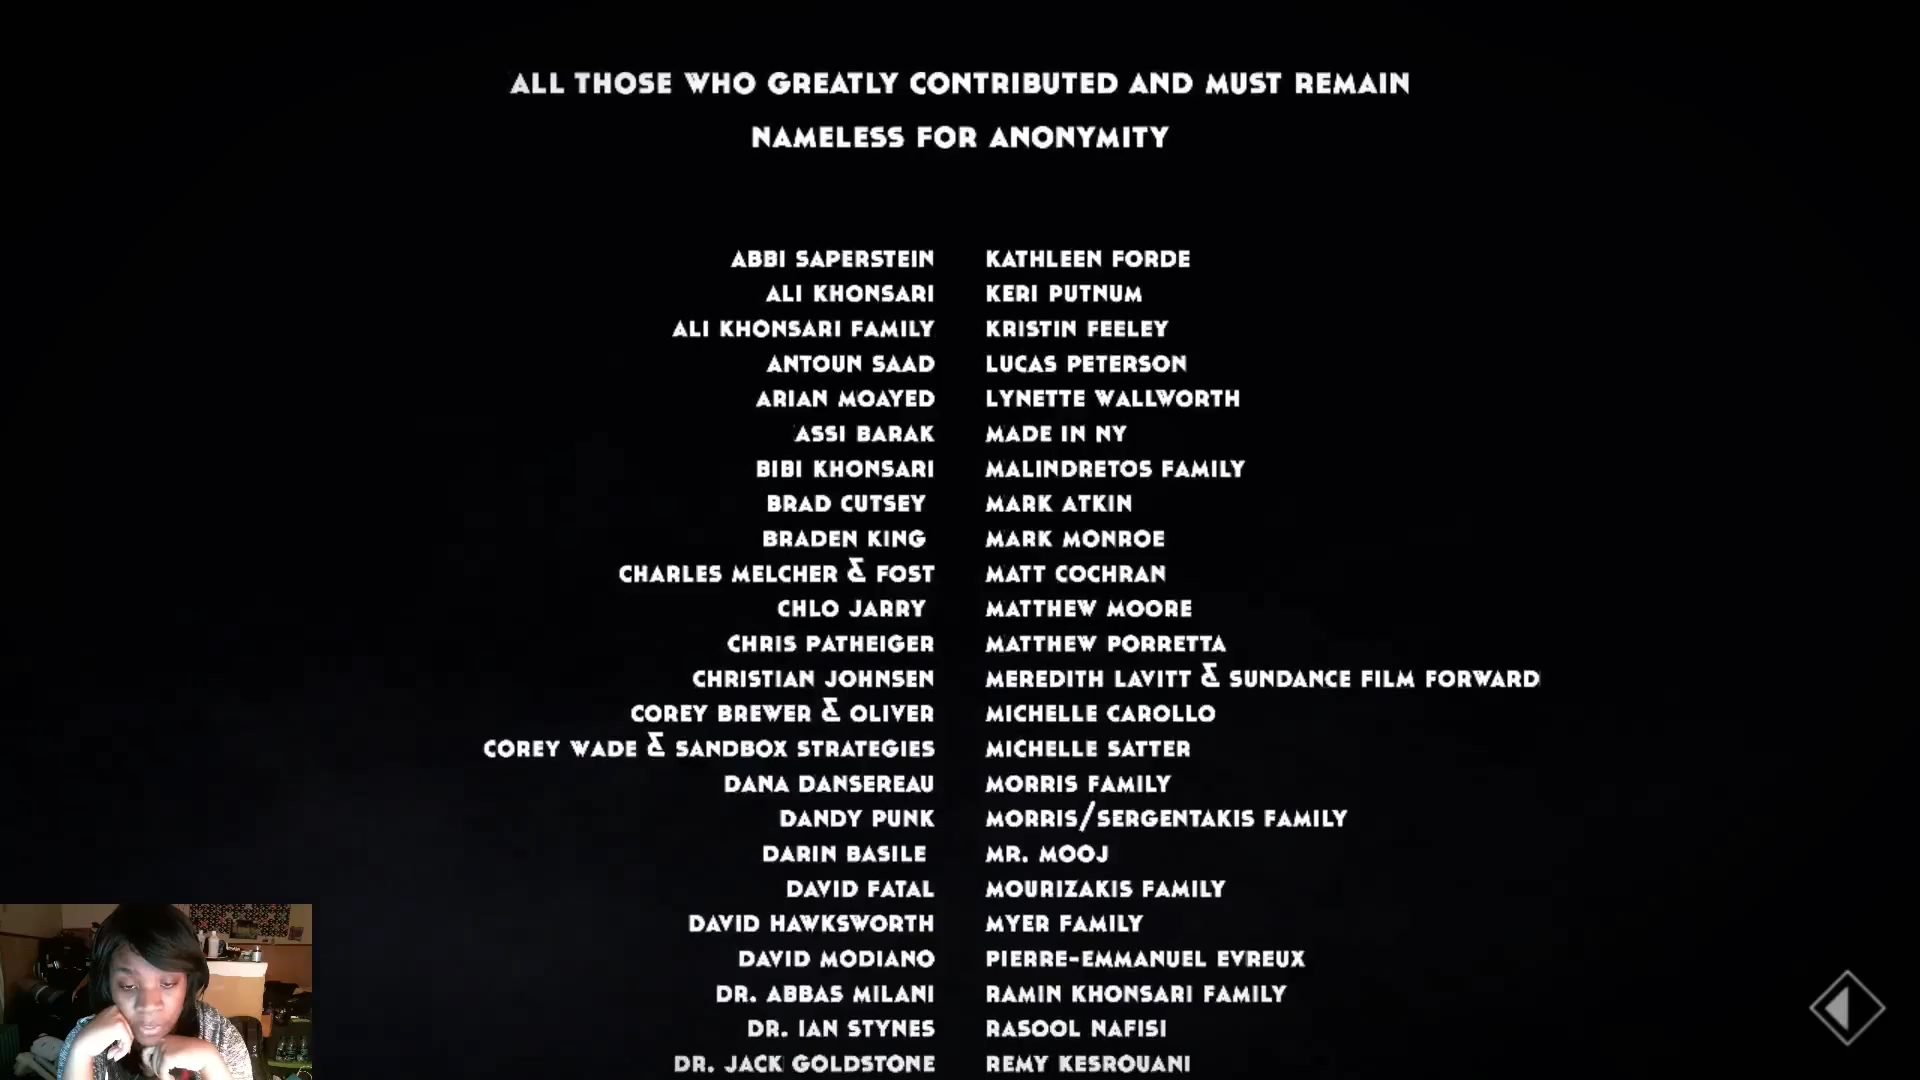 ALL THOSE WHO GREATLY CONTRIBUTED AND MUST REMAIN
NAMELESS FOR ANONYMITY
ABBI SAPERSTEIN KATHLEEN FORDE
ALI KHONSARI KERI PUTNUM
ALI KHONSARI FAMILY KRISTIN FEELEY
ANTOUN SAAD LUCAS PETERSON
ARIAN MOAYED LYNETTE WALLWORTH
ASSI BARAK MADE IN NY
BIBI KHONSARI MALINDRETOS FAMILY
BRAD CUTSEY MARK ATKIN
BRADEN KING MARK MONROE
CHARLES MELCHER & FOST MATT COCHRAN
CHLO JARRY MATTHEW MOORE
CHRIS PATHEIGER MATTHEW PORRETTA
CHRISTIAN JOHNSEN MEREDITH LAVITT & SUNDANCE FILM FORWARD
COREY BREWER & OLIVER MICHELLE CAROLLO
COREY WADE & SANDBOX STRATEGIES MICHELLE SATTER
DANA DANSEREAU MORRIS FAMILY
DANDY PUNK MORRIS/SERGENTAKIS FAMILY
DARIN BASILE MR. MOOJ
DAVID FATAL MOURIZAKIS FAMILY
DAVID HAWKSWORTH MYER FAMILY
DAVID MODIANO PIERRE-EMMANUEL EVREUX
DR. ABBAS MILANI RAMIN KHONSARI FAMILY
DR. IAN STYNES RASOOL NAFISI
DR. JACK GOLDSTONE REMY KESROUANI